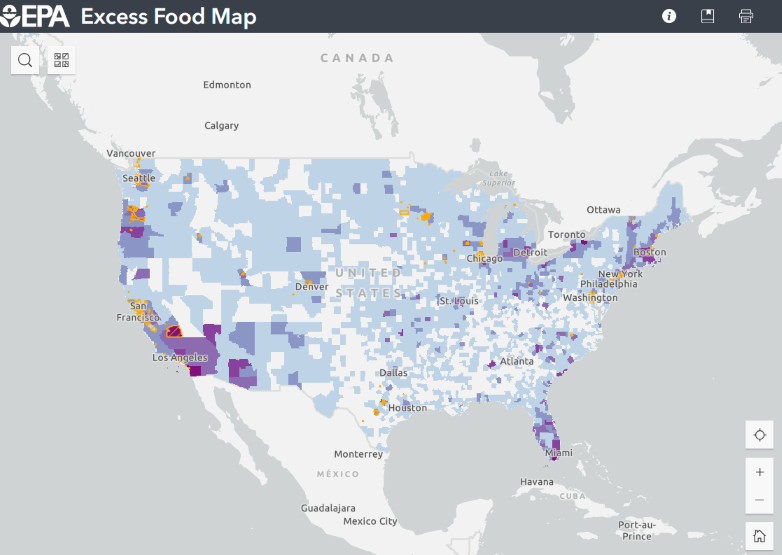 EPA Excess Food Map
i
CANADA
Edmonton
Calgary
Vancouver
Seattle
Lake
Superior
Ottawa
Toronto
Boston
Detroit
Chicago
New York
Philadelphia
Washington
UNITED
STATES
Denver
St. Louis
San
Francisco
Los Angeles
Atlanta
Dallas
Houston
Miami
Monterrey
MÉXICO
Havana
CUBA
Guadalajara
Mexico City
Port-au-
Prince
+
−